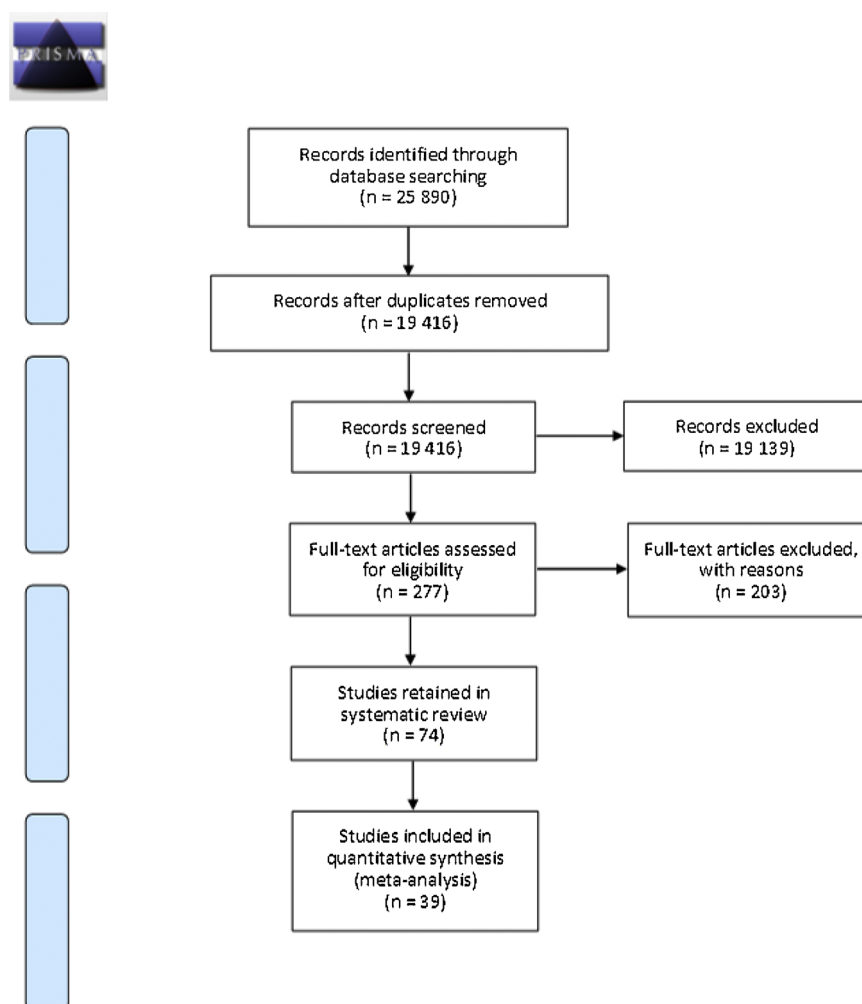 PRISMA
Records identified through
database searching
(n = 25 890)
Records after duplicates removed
(n = 19 416)
Records screened
(n = 19 416)
Records excluded
(n = 19 139)
Full-text articles assessed
for eligibility
(n = 277)
Full-text articles excluded,
with reasons
(n = 203)
Studies retained in
systematic review
(n = 74)
Studies included in
quantitative synthesis
(meta-analysis)
(n = 39)